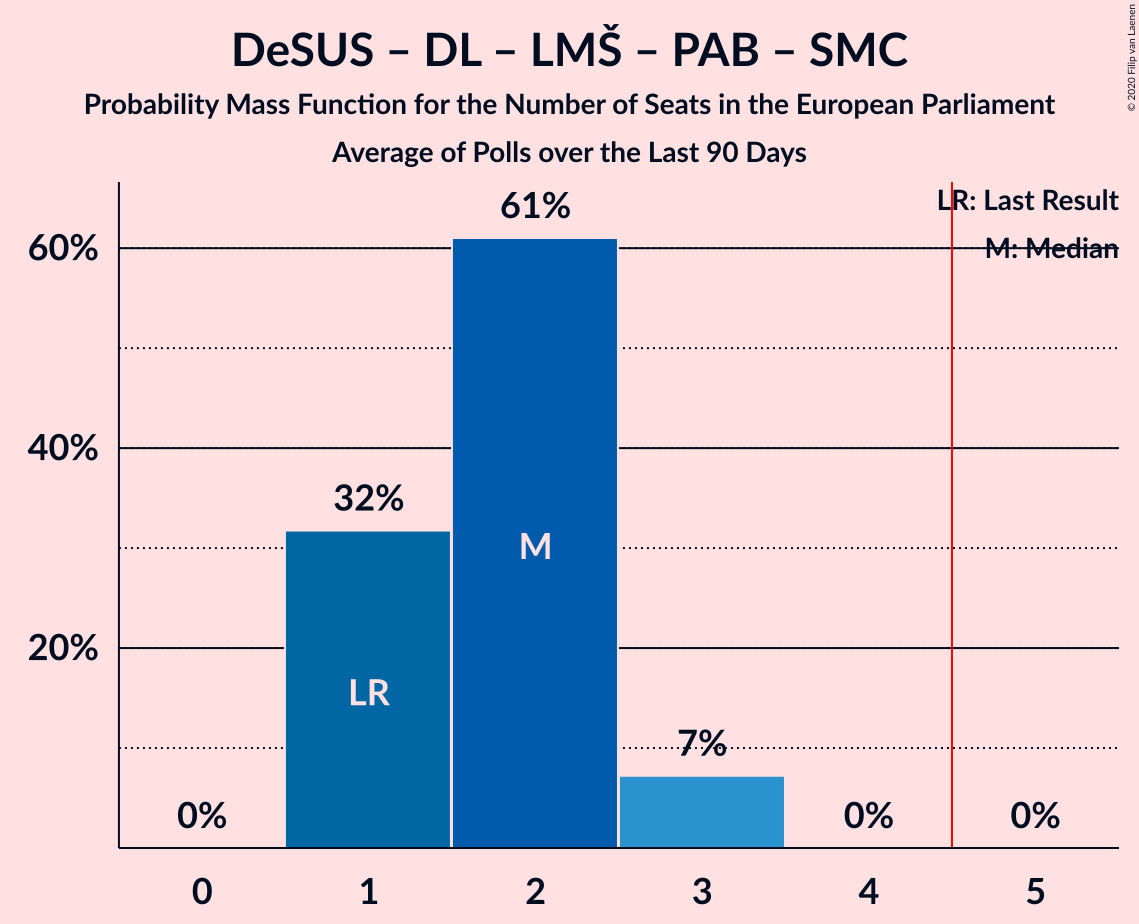 DeSUS – DL – LMŠ – PAB – SMC
Probability Mass Function for the Number of Seats in the European Parliament
Average of Polls over the Last 90 Days
© 2020 Filip van Laenen
LR: Last Result
M: Median
61%
60%
40%
32%
M
20%
LR
7%
0%
0%
0%
0 1 2 3 4 5